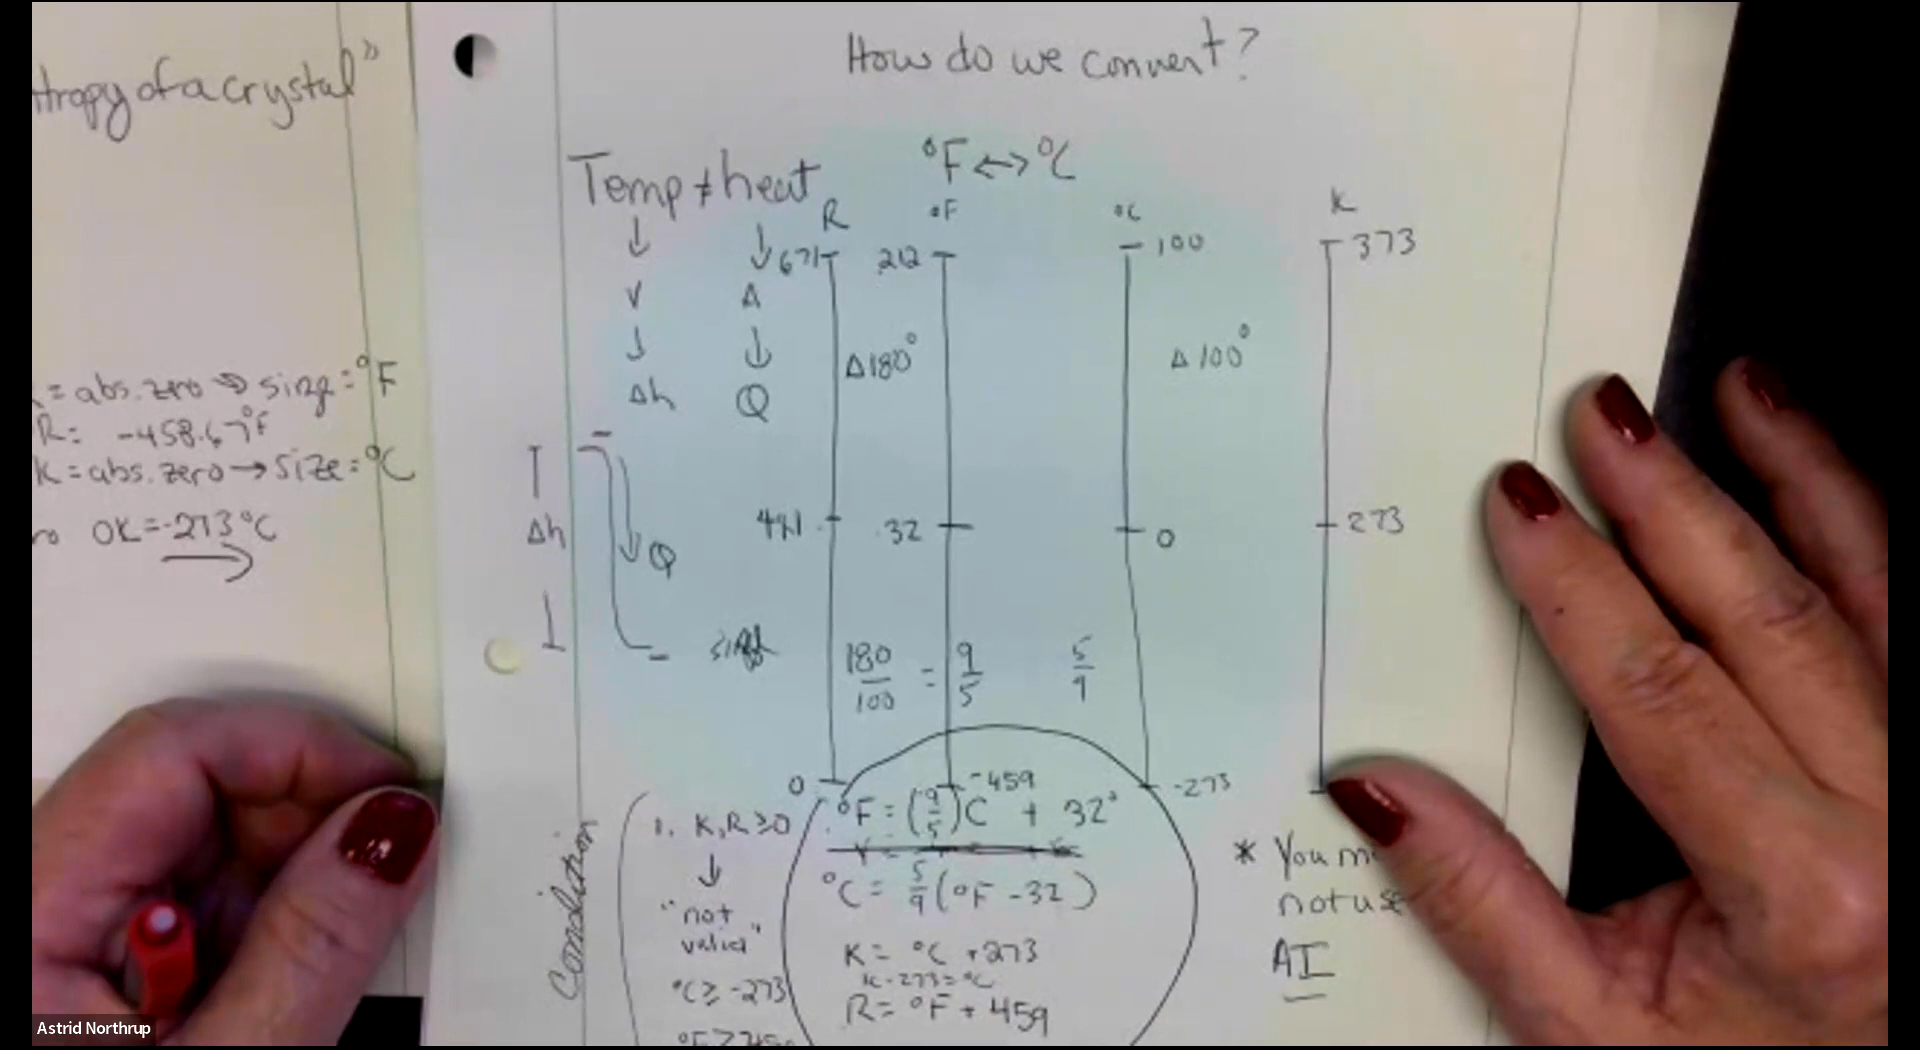 How do we convert?
of a crystal"
Temp ≠ heat
°F ↔ °C
R
°F
°C
K
↓
↓
671
212
100
373
V
Δ
↓
↓
Δ180°
Δ100°
Δh
Q
= abs. zero → size = °F
R: -458.67°F
K = abs. zero → size = °C
0K = -273°C
Δh
Q
491
32
0
273
180/100 = 9/5
5/9
0
-459
-273
Condition
1. K, R ≥ 0
↓
"not
valid"
°C ≥ -273
°F = (9/5)C + 32°
°C = 5/9 (°F - 32)
K = °C + 273
K - 273 = °C
R = °F + 459
* You
not use
AI
Astrid Northrup